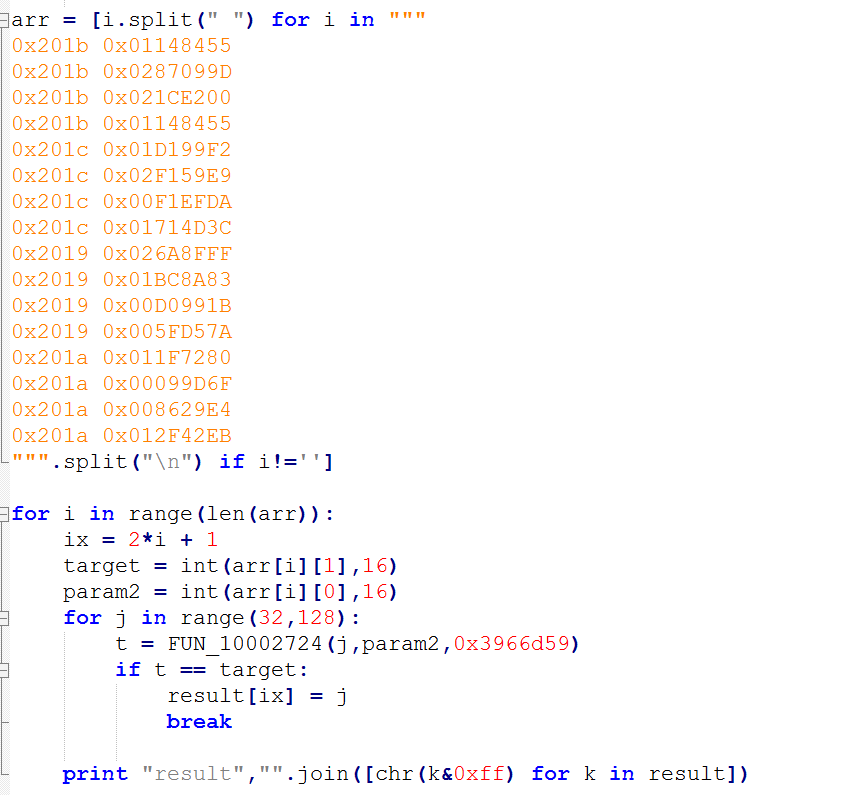 arr = [i.split(" ") for i in """
0x201b 0x01148455
0x201b 0x0287099D
0x201b 0x021CE200
0x201b 0x01148455
0x201c 0x01D199F2
0x201c 0x02F159E9
0x201c 0x00F1EFDA
0x201c 0x01714D3C
0x2019 0x026A8FFF
0x2019 0x01BC8A83
0x2019 0x00D0991B
0x2019 0x005FD57A
0x201a 0x011F7280
0x201a 0x00099D6F
0x201a 0x008629E4
0x201a 0x012F42EB
""".split("\n") if i!='']

for i in range(len(arr)):
    ix = 2*i + 1
    target = int(arr[i][1],16)
    param2 = int(arr[i][0],16)
    for j in range(32,128):
        t = FUN_10002724(j,param2,0x3966d59)
        if t == target:
            result[ix] = j
            break

    print "result","".join([chr(k&0xff) for k in result])